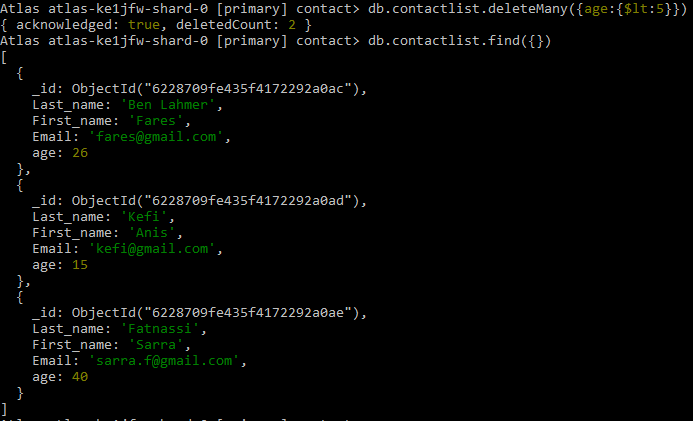 Atlas atlas-ke1jfw-shard-0 [primary] contact> db.contactlist.deleteMany({age:{$lt:5}})
{ acknowledged: true, deletedCount: 2 }
Atlas atlas-ke1jfw-shard-0 [primary] contact> db.contactlist.find({})
[
  {
    _id: ObjectId("6228709fe435f4172292a0ac"),
    Last_name: 'Ben Lahmer',
    First_name: 'Fares',
    Email: 'fares@gmail.com',
    age: 26
  },
  {
    _id: ObjectId("6228709fe435f4172292a0ad"),
    Last_name: 'Kefi',
    First_name: 'Anis',
    Email: 'kefi@gmail.com',
    age: 15
  },
  {
    _id: ObjectId("6228709fe435f4172292a0ae"),
    Last_name: 'Fatnassi',
    First_name: 'Sarra',
    Email: 'sarra.f@gmail.com',
    age: 40
  }
]